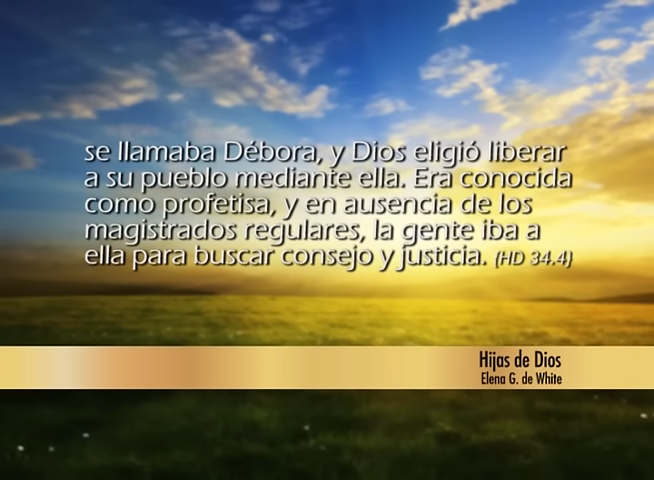 se llamaba Débora, y Dios eligió liberar
a su pueblo mediante ella. Era conocida
como profetisa, y en ausencia de los
magistrados regulares, la gente iba a
ella para buscar consejo y justicia. (HD 34.4)
Hijas de Dios
Elena G. de White